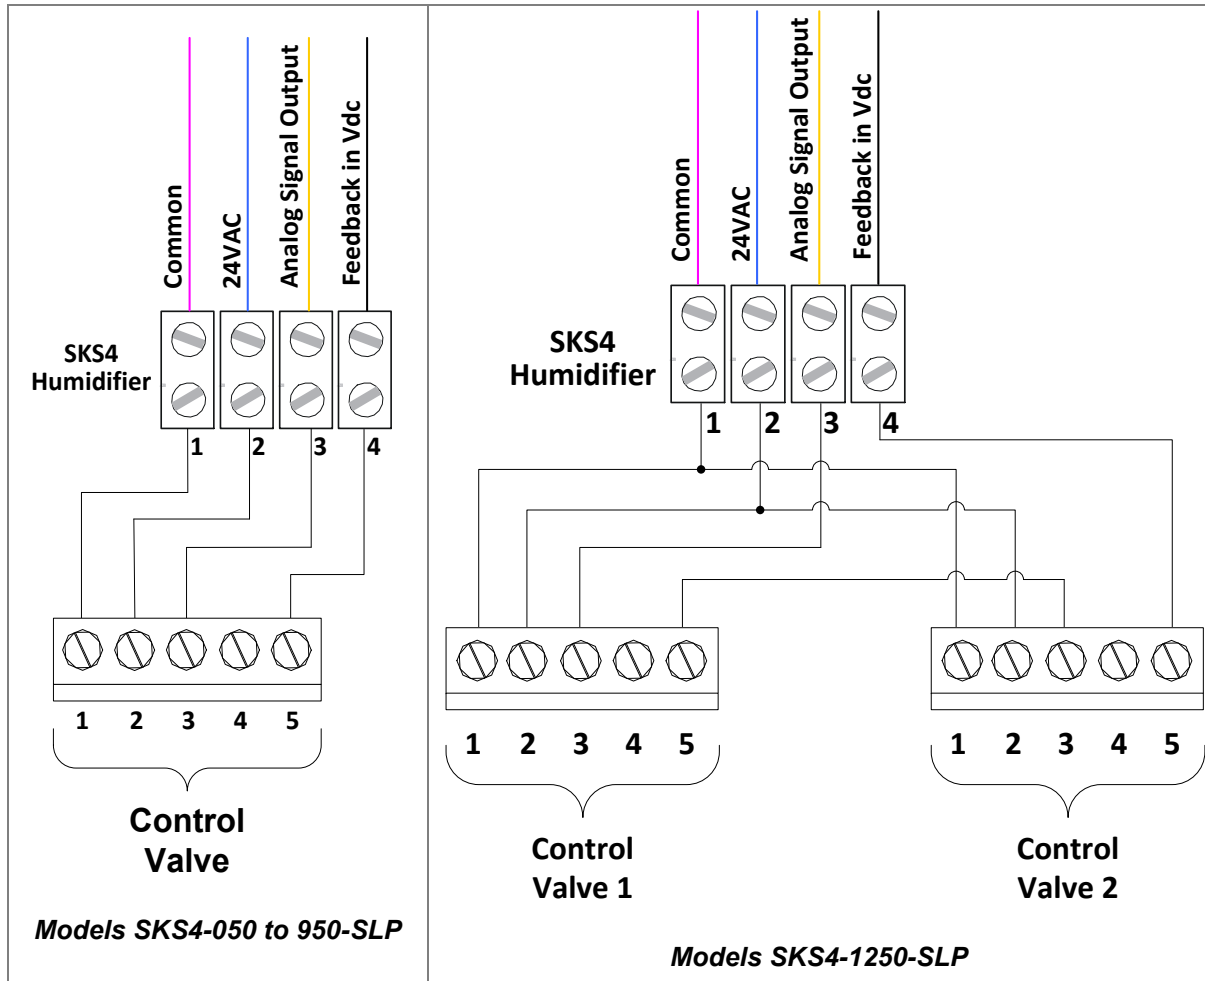 Common
24VAC
Analog Signal Output
Feedback in Vdc
SKS4
Humidifier
1 2 3 4
1 2 3 4 5
Control
Valve
Models SKS4-050 to 950-SLP
Common
24VAC
Analog Signal Output
Feedback in Vdc
SKS4
Humidifier
1 2 3 4
1 2 3 4 5
Control
Valve 1
1 2 3 4 5
Control
Valve 2
Models SKS4-1250-SLP